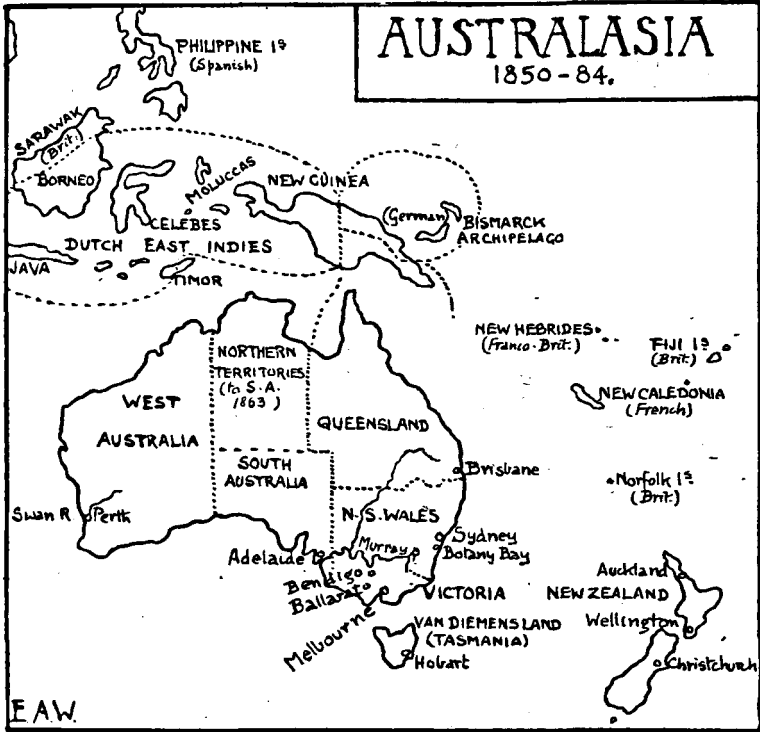 AUSTRALASIA
1850-84.
PHILIPPINE Is
(Spanish)
SARAWAK
(Brit.)
BORNEO
MOLUCCAS
NEW GUINEA
(German)
BISMARCK
ARCHIPELAGO
CELEBES
DUTCH EAST INDIES
JAVA
TIMOR
NEW HEBRIDES
(Franco-Brit.)
FIJI Is
(Brit.)
NORTHERN
TERRITORIES
(to S.A.
1863)
WEST
AUSTRALIA
QUEENSLAND
NEW CALEDONIA
(French)
SOUTH
AUSTRALIA
Brisbane
Norfolk Is
(Brit.)
Swan R
Perth
N.S.WALES
Sydney
Botany Bay
Adelaide
Murray
Bendigo
Ballarat
VICTORIA
Melbourne
Auckland
NEW ZEALAND
Wellington
VAN DIEMENSLAND
(TASMANIA)
Hobart
Christchurch
E.A.W.